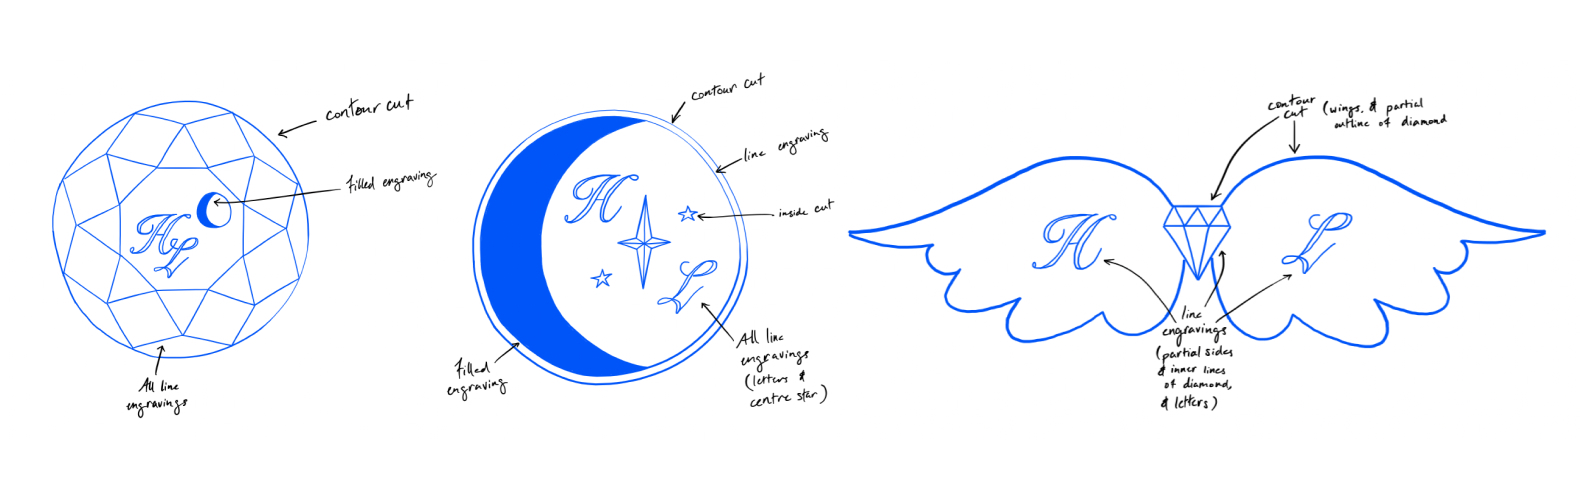 contour cut
filled engraving
H
L
All line
engravings
contour cut
line engraving
inside cut
H
L
filled
engraving
All line
engravings
(letters &
centre star)
contour
cut (wings, & partial
outline of diamond
H
L
line
engravings
(partial sides
& inner lines
of diamond,
& letters)